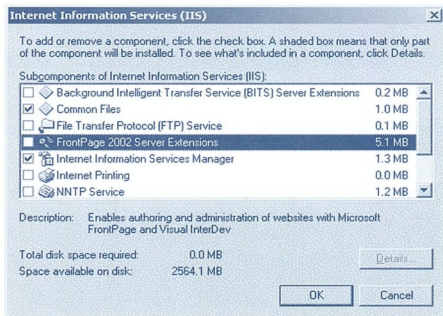 Internet Information Services (IIS)
To add or remove a component, click the check box. A shaded box means that only part
of the component will be installed. To see what's included in a component, click Details.
Subcomponents of Internet Information Services (IIS):
Background Intelligent Transfer Service (BITS) Server Extensions 0.2 MB
Common Files 1.0 MB
File Transfer Protocol (FTP) Service 0.1 MB
FrontPage 2002 Server Extensions 5.1 MB
Internet Information Services Manager 1.3 MB
Internet Printing 0.0 MB
NNTP Service 1.2 MB
Description: Enables authoring and administration of websites with Microsoft
FrontPage and Visual InterDev
Total disk space required: 0.0 MB
Space available on disk: 2564.1 MB
Details...
OK Cancel